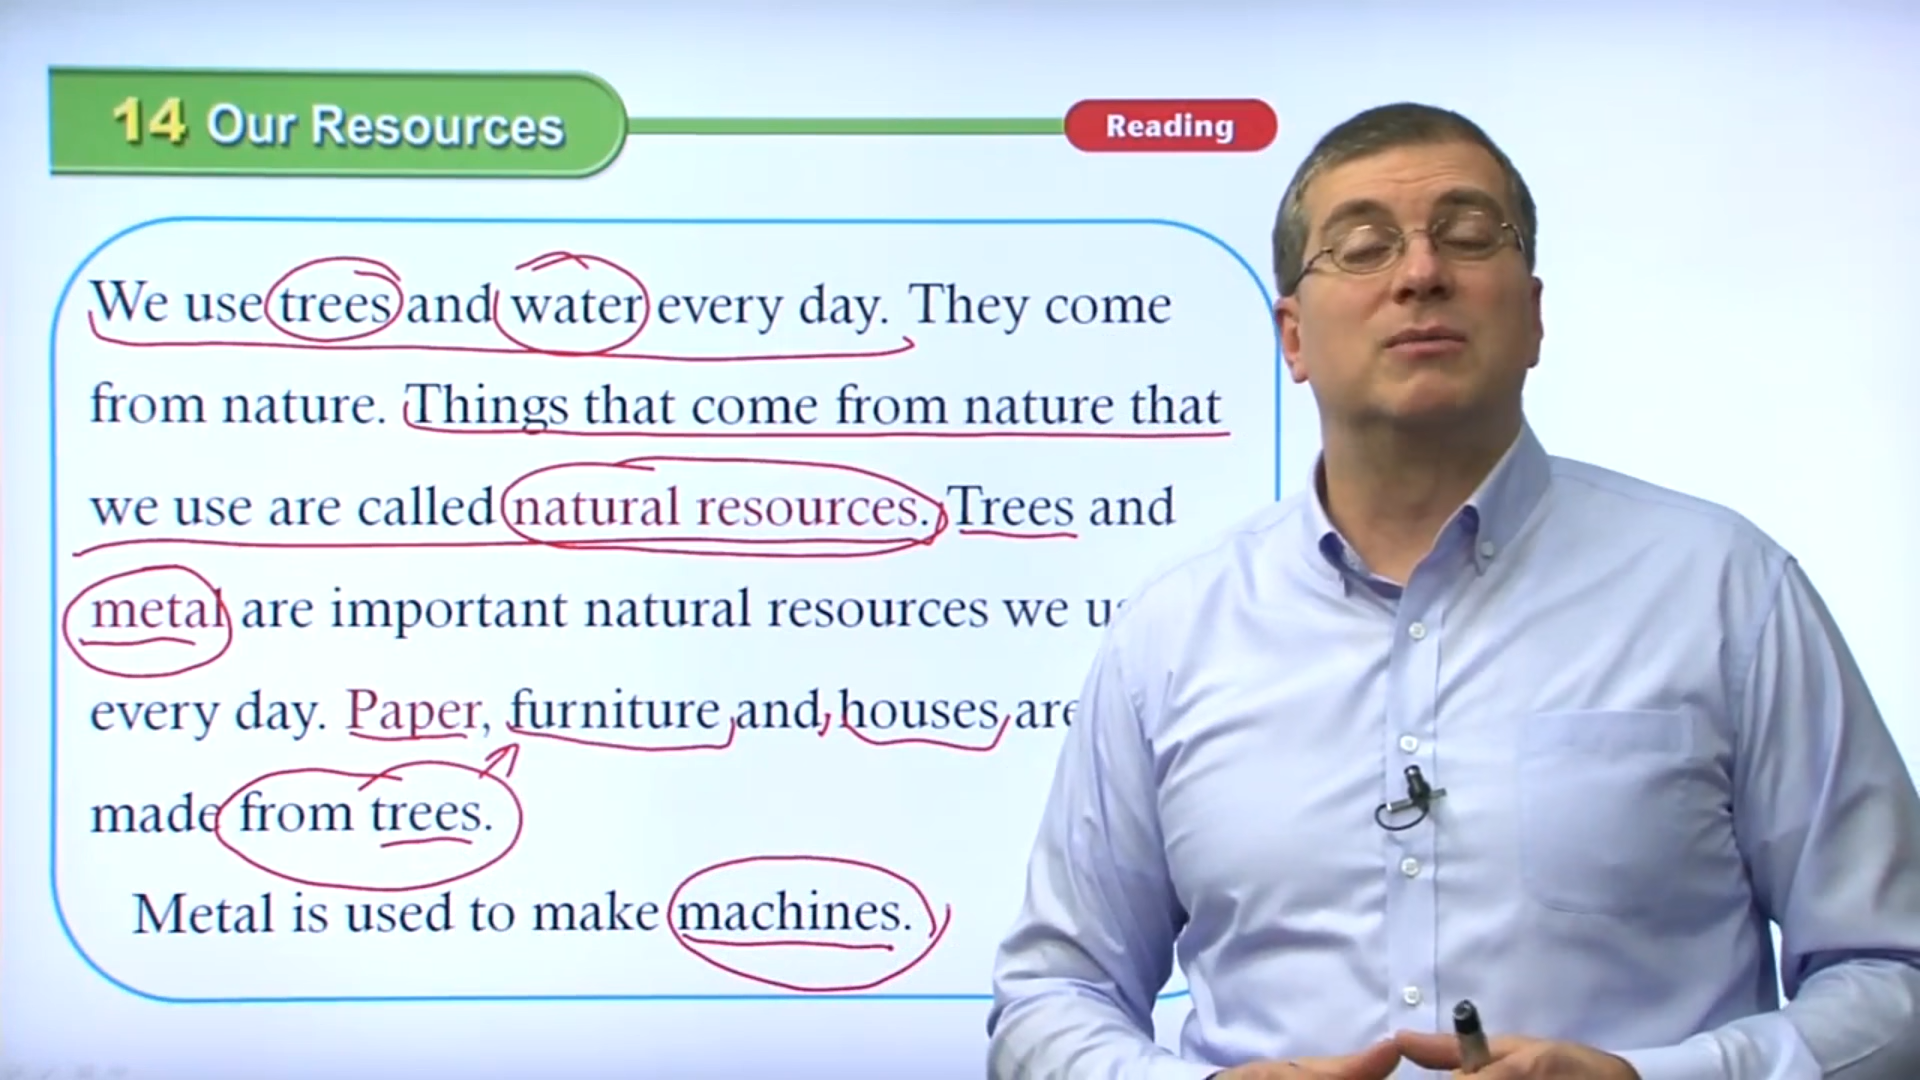 14 Our Resources
Reading
We use trees and water every day. They come
from nature. Things that come from nature that
we use are called natural resources. Trees and
metal are important natural resources we
every day. Paper, furniture and houses are
made from trees.
Metal is used to make machines.